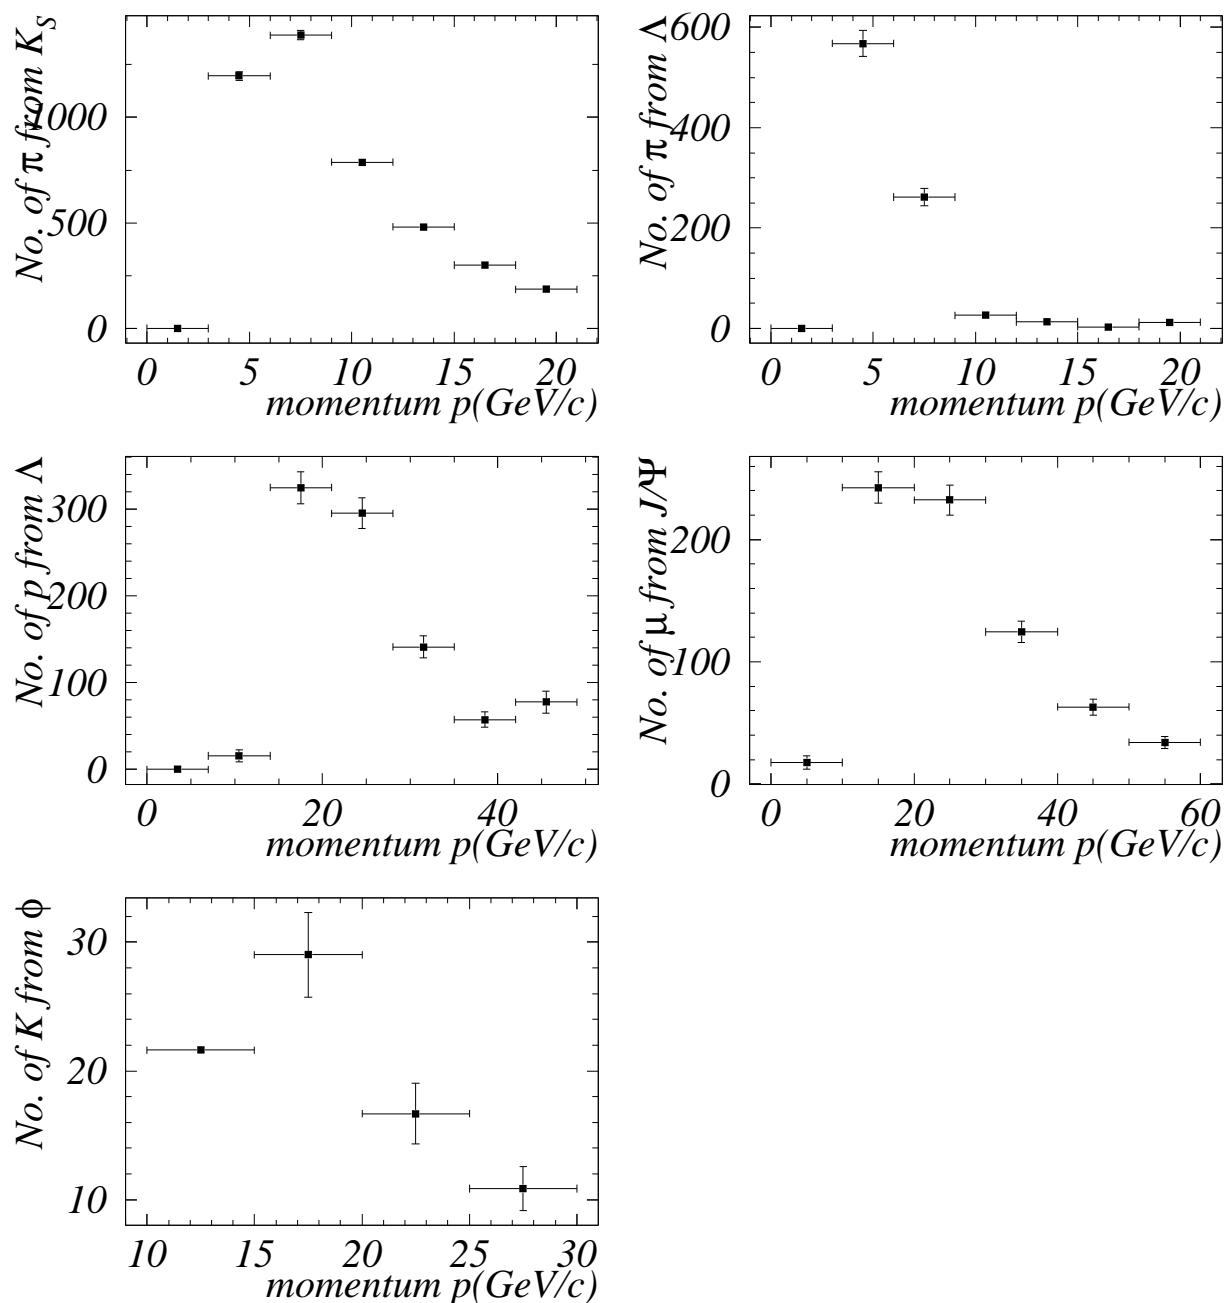 No. of π from K_S
1000
500
0
0 5 10 15 20
momentum p(GeV/c)
No. of π from Λ
600
400
200
0
0 5 10 15 20
momentum p(GeV/c)
No. of p from Λ
300
200
100
0
0 20 40
momentum p(GeV/c)
No. of μ from J/Ψ
200
100
0
0 20 40 60
momentum p(GeV/c)
No. of K from ϕ
30
20
10
10 15 20 25 30
momentum p(GeV/c)